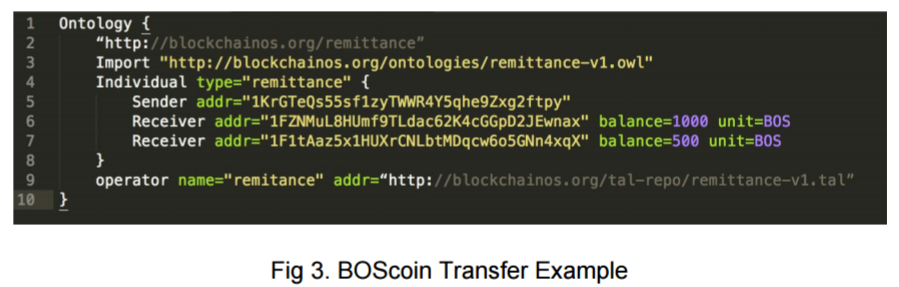 1 Ontology {
2 “http://blockchainos.org/remittance”
3 Import "http://blockchainos.org/ontologies/remittance-v1.owl"
4 Individual type="remittance" {
5 Sender addr="1KrGTeQs55sf1zyTWWR4Y5qhe9Zxg2ftpy"
6 Receiver addr="1FZNMuL8HUmf9TLdac62K4cGGpD2JEwnax" balance=1000 unit=BOS
7 Receiver addr="1F1tAaz5x1HUXrCNLbtMDqcw6o5GNn4xqX" balance=500 unit=BOS
8 }
9 operator name="remitance" addr=“http://blockchainos.org/tal-repo/remittance-v1.tal”
10 }
Fig 3. BOScoin Transfer Example